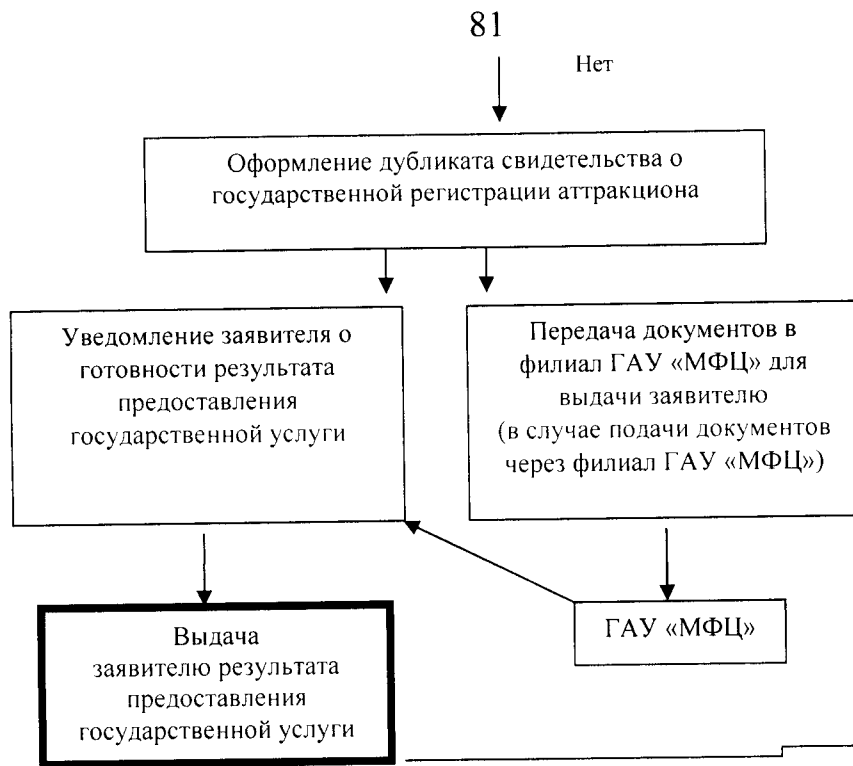 81
Нет
Оформление дубликата свидетельства о
государственной регистрации аттракциона
Уведомление заявителя о
готовности результата
предоставления
государственной услуги
Передача документов в
филиал ГАУ «МФЦ» для
выдачи заявителю
(в случае подачи документов
через филиал ГАУ «МФЦ»)
Выдача
заявителю результата
предоставления
государственной услуги
ГАУ «МФЦ»